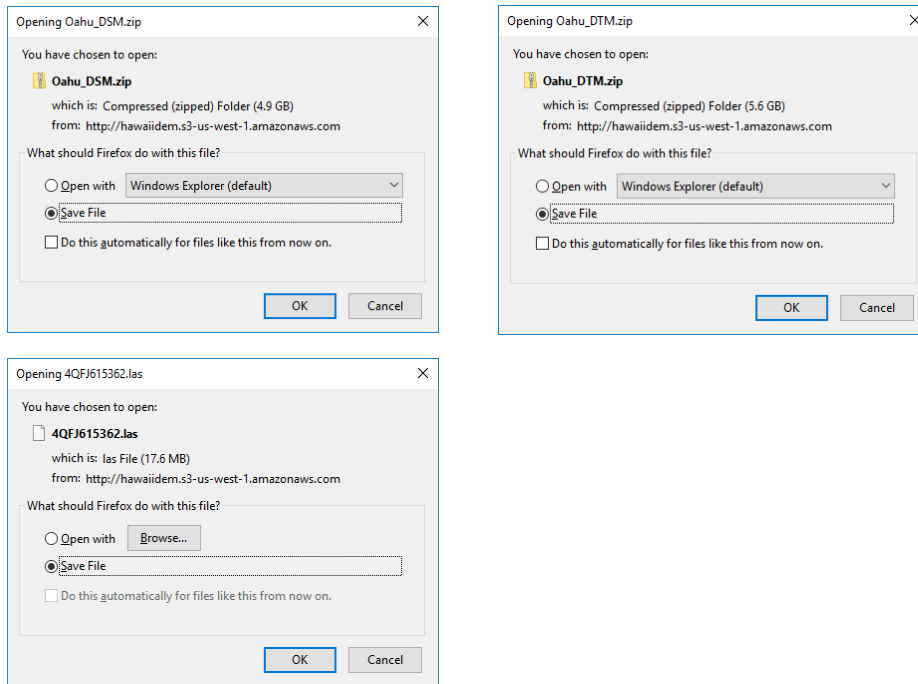 Opening Oahu_DSM.zip
You have chosen to open:
Oahu_DSM.zip
which is: Compressed (zipped) Folder (4.9 GB)
from: http://hawaiidem.s3-us-west-1.amazonaws.com
What should Firefox do with this file?
Open with Windows Explorer (default)
Save File
Do this automatically for files like this from now on.
OK Cancel
Opening Oahu_DTM.zip
You have chosen to open:
Oahu_DTM.zip
which is: Compressed (zipped) Folder (5.6 GB)
from: http://hawaiidem.s3-us-west-1.amazonaws.com
What should Firefox do with this file?
Open with Windows Explorer (default)
Save File
Do this automatically for files like this from now on.
OK Cancel
Opening 4QFJ615362.las
You have chosen to open:
4QFJ615362.las
which is: las File (17.6 MB)
from: http://hawaiidem.s3-us-west-1.amazonaws.com
What should Firefox do with this file?
Open with Browse...
Save File
Do this automatically for files like this from now on.
OK Cancel